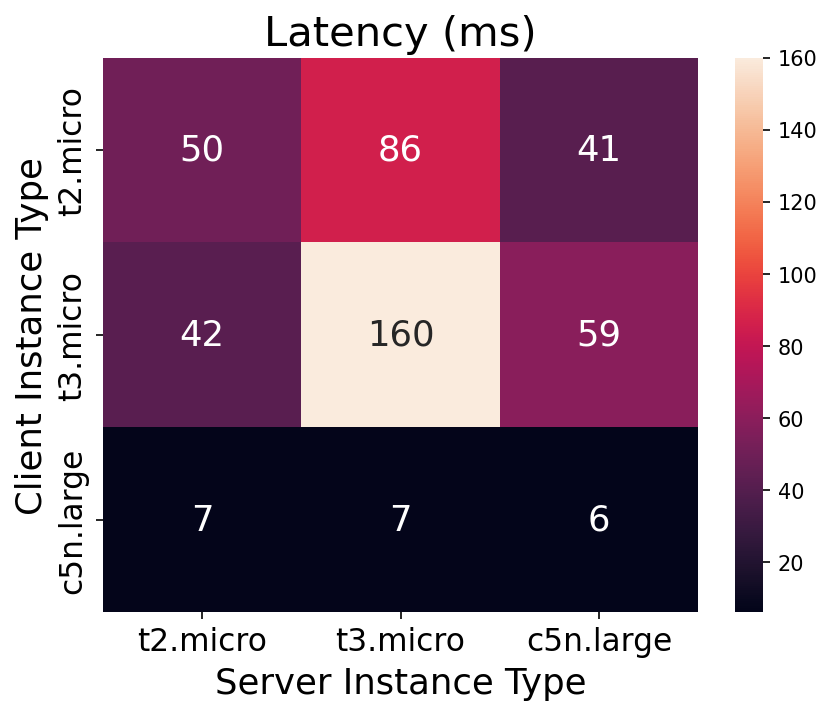 Latency (ms)
Client Instance Type
t2.micro
50
86
41
t3.micro
42
160
59
c5n.large
7
7
6
t2.micro
t3.micro
c5n.large
Server Instance Type
160
140
120
100
80
60
40
20